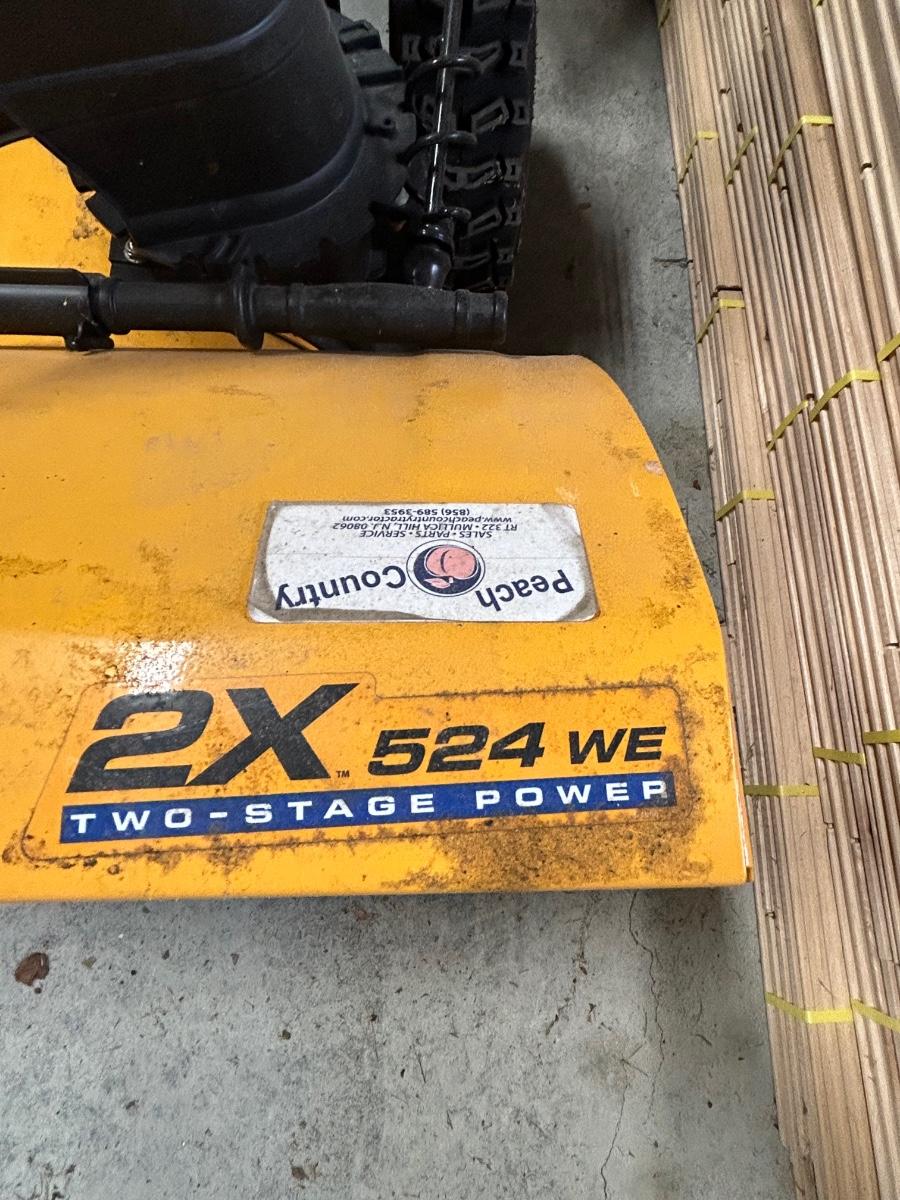 Peach Country
SALES • PARTS • SERVICE
RT 322 • MULLICA HILL, N.J. 08062
www.peachcountrytractor.com
(856) 589-3953
2X™ 524 WE
TWO-STAGE POWER